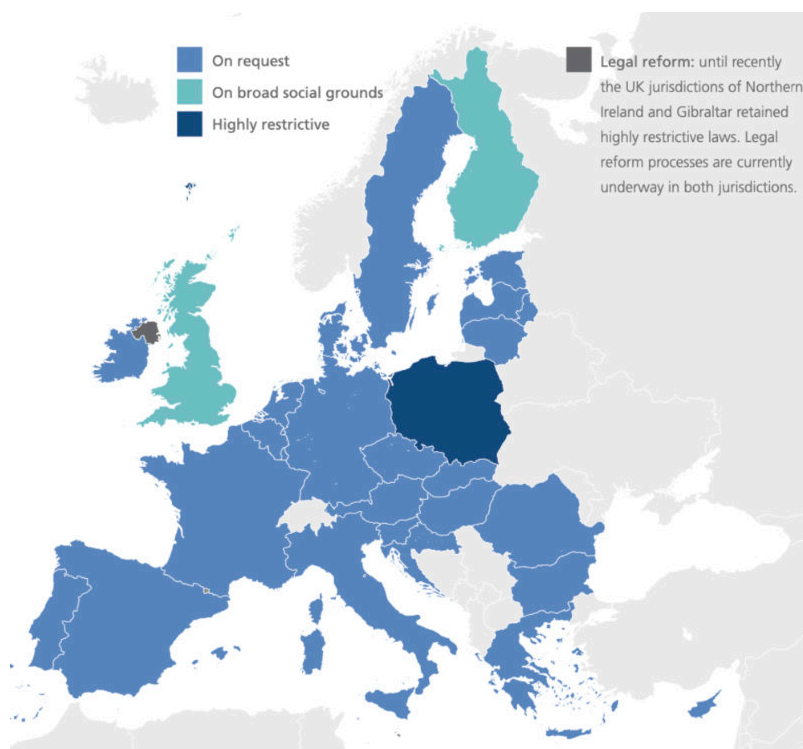 On request
On broad social grounds
Highly restrictive
Legal reform: until recently
the UK jurisdictions of Northern
Ireland and Gibraltar retained
highly restrictive laws. Legal
reform processes are currently
underway in both jurisdictions.